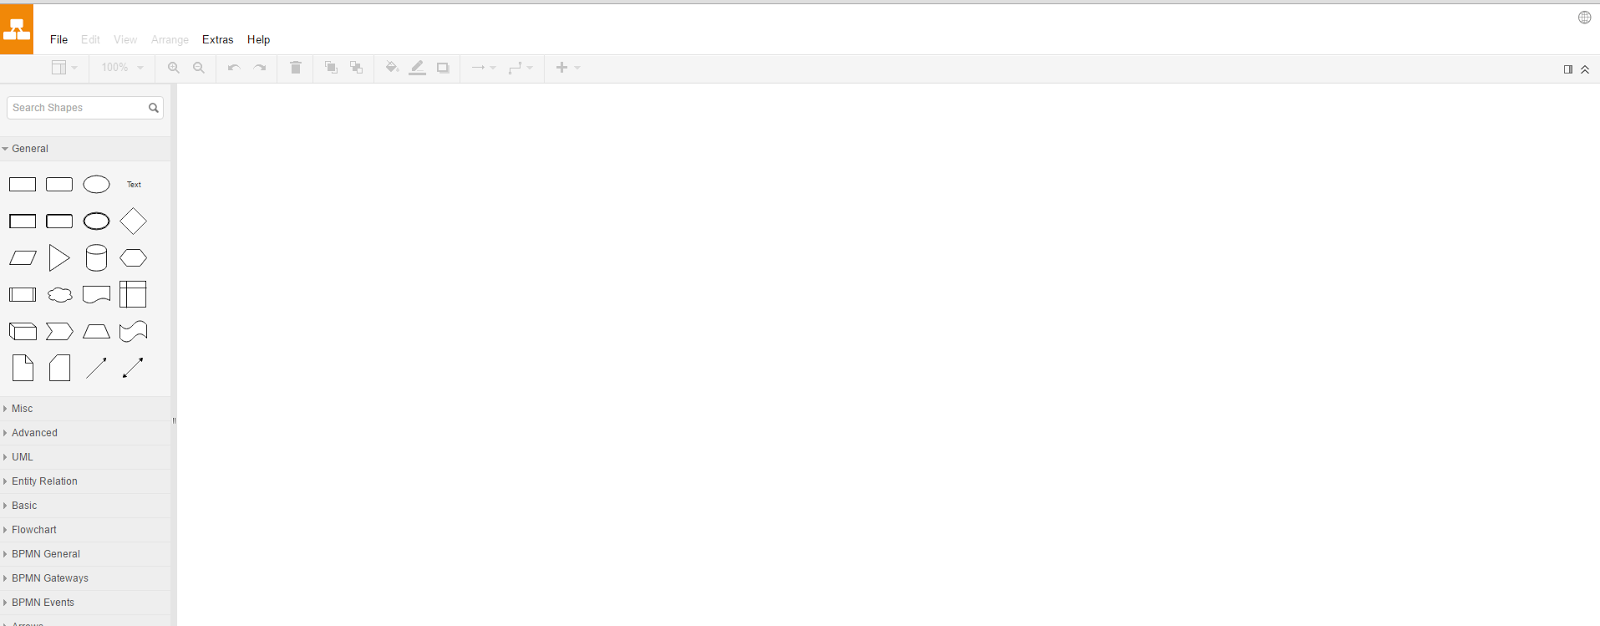 File Edit View Arrange Extras Help
100%
Search Shapes
General
Text
Misc
Advanced
UML
Entity Relation
Basic
Flowchart
BPMN General
BPMN Gateways
BPMN Events
Arrows